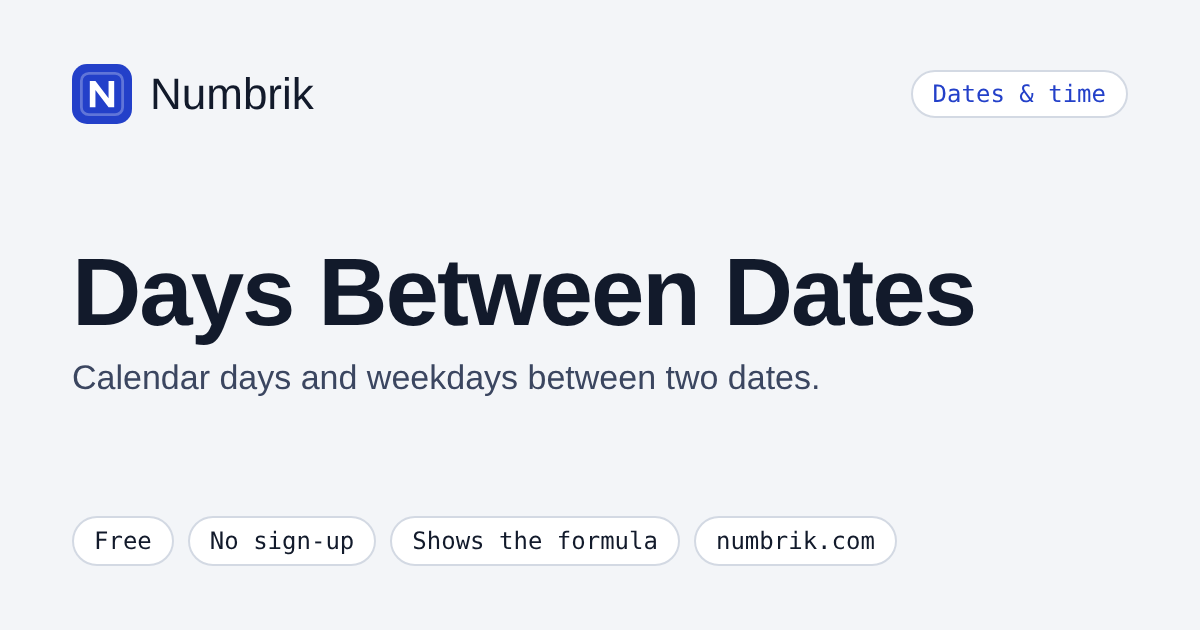 N Numbrik
Dates & time
Days Between Dates
Calendar days and weekdays between two dates.
Free
No sign-up
Shows the formula
numbrik.com